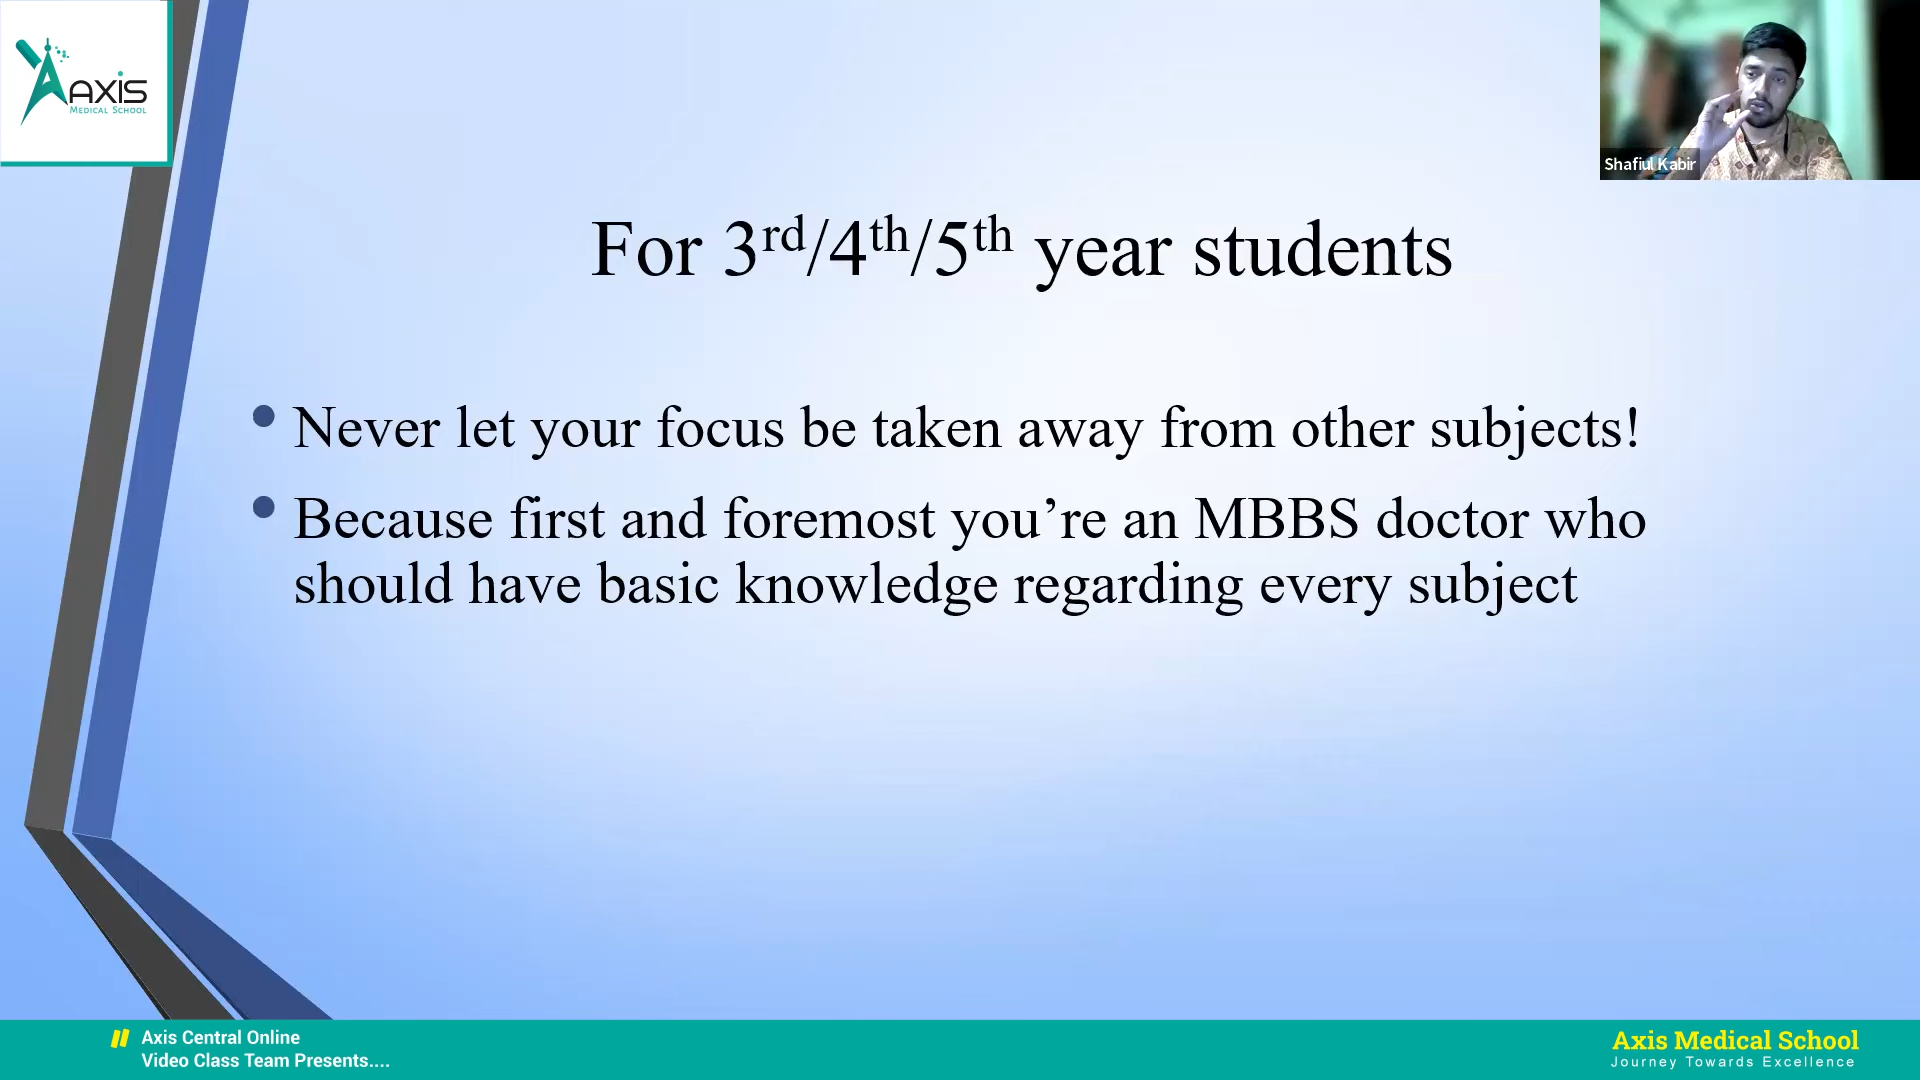 AXIS
MEDICAL SCHOOL
Shafiul Kabir
For 3rd/4th/5th year students
• Never let your focus be taken away from other subjects!
• Because first and foremost you’re an MBBS doctor who
should have basic knowledge regarding every subject
Axis Central Online
Video Class Team Presents....
Axis Medical School
Journey Towards Excellence